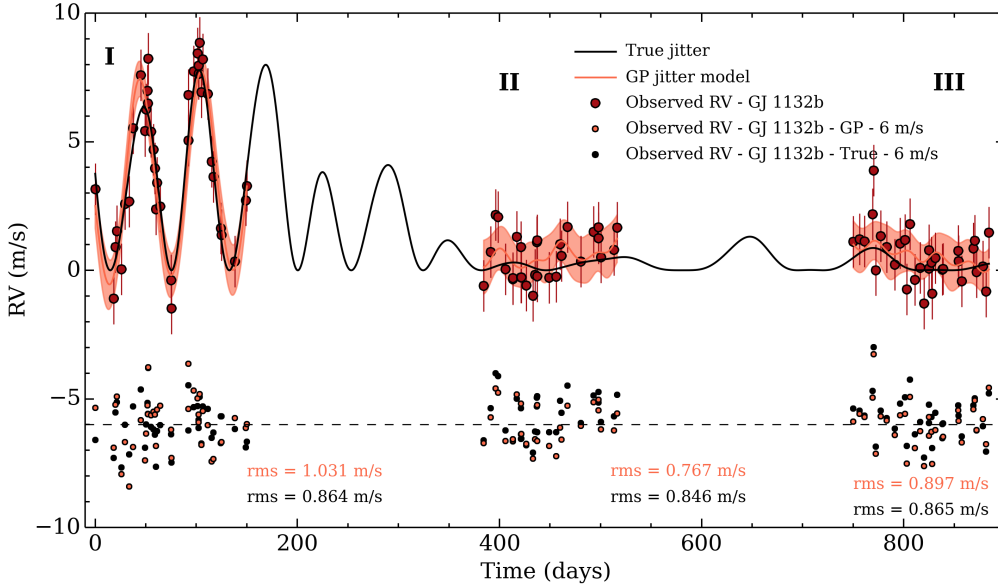 10
5
0
−5
−10
RV (m/s)
I
II
III
True jitter
GP jitter model
Observed RV - GJ 1132b
Observed RV - GJ 1132b - GP - 6 m/s
Observed RV - GJ 1132b - True - 6 m/s
rms = 1.031 m/s
rms = 0.864 m/s
rms = 0.767 m/s
rms = 0.846 m/s
rms = 0.897 m/s
rms = 0.865 m/s
0 200 400 600 800
Time (days)